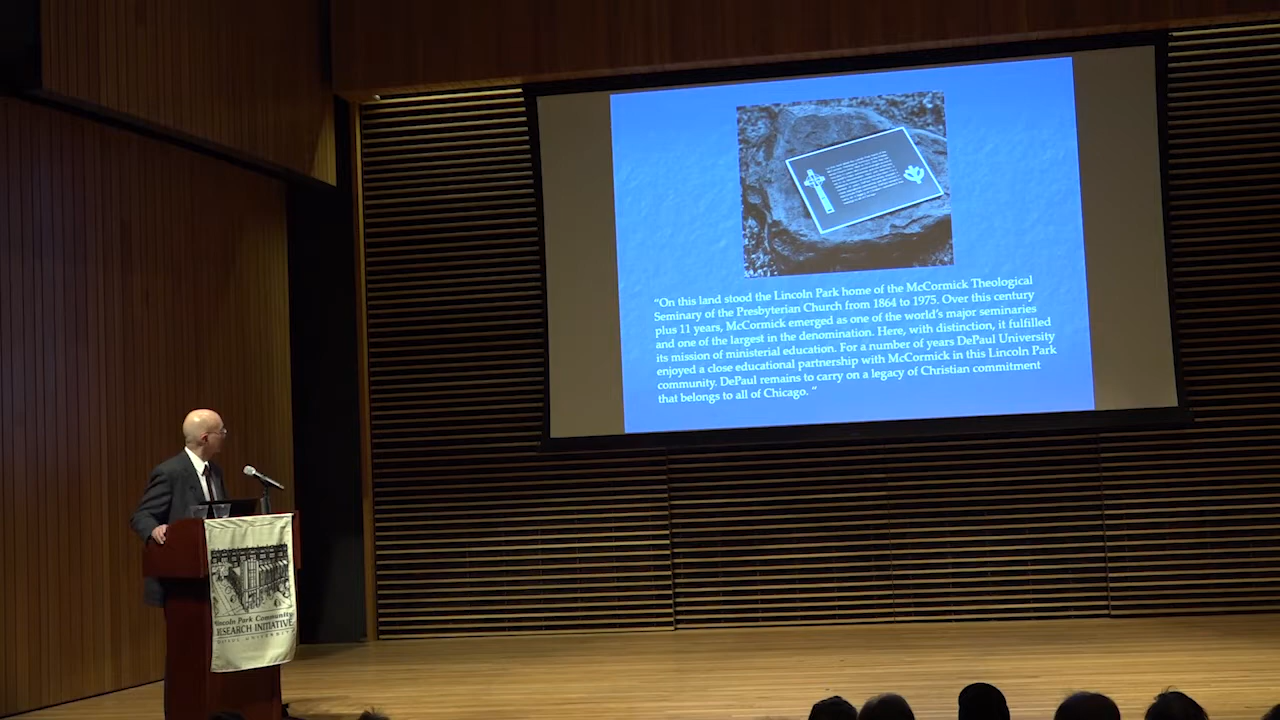 “On this land stood the Lincoln Park home of the McCormick Theological
Seminary of the Presbyterian Church from 1864 to 1975. Over this century
plus 11 years, McCormick emerged as one of the world’s major seminaries
and one of the largest in the denomination. Here, with distinction, it fulfilled
its mission of ministerial education. For a number of years DePaul University
enjoyed a close educational partnership with McCormick in this Lincoln Park
community. DePaul remains to carry on a legacy of Christian commitment
that belongs to all of Chicago. “
Lincoln Park Community
RESEARCH INITIATIVE